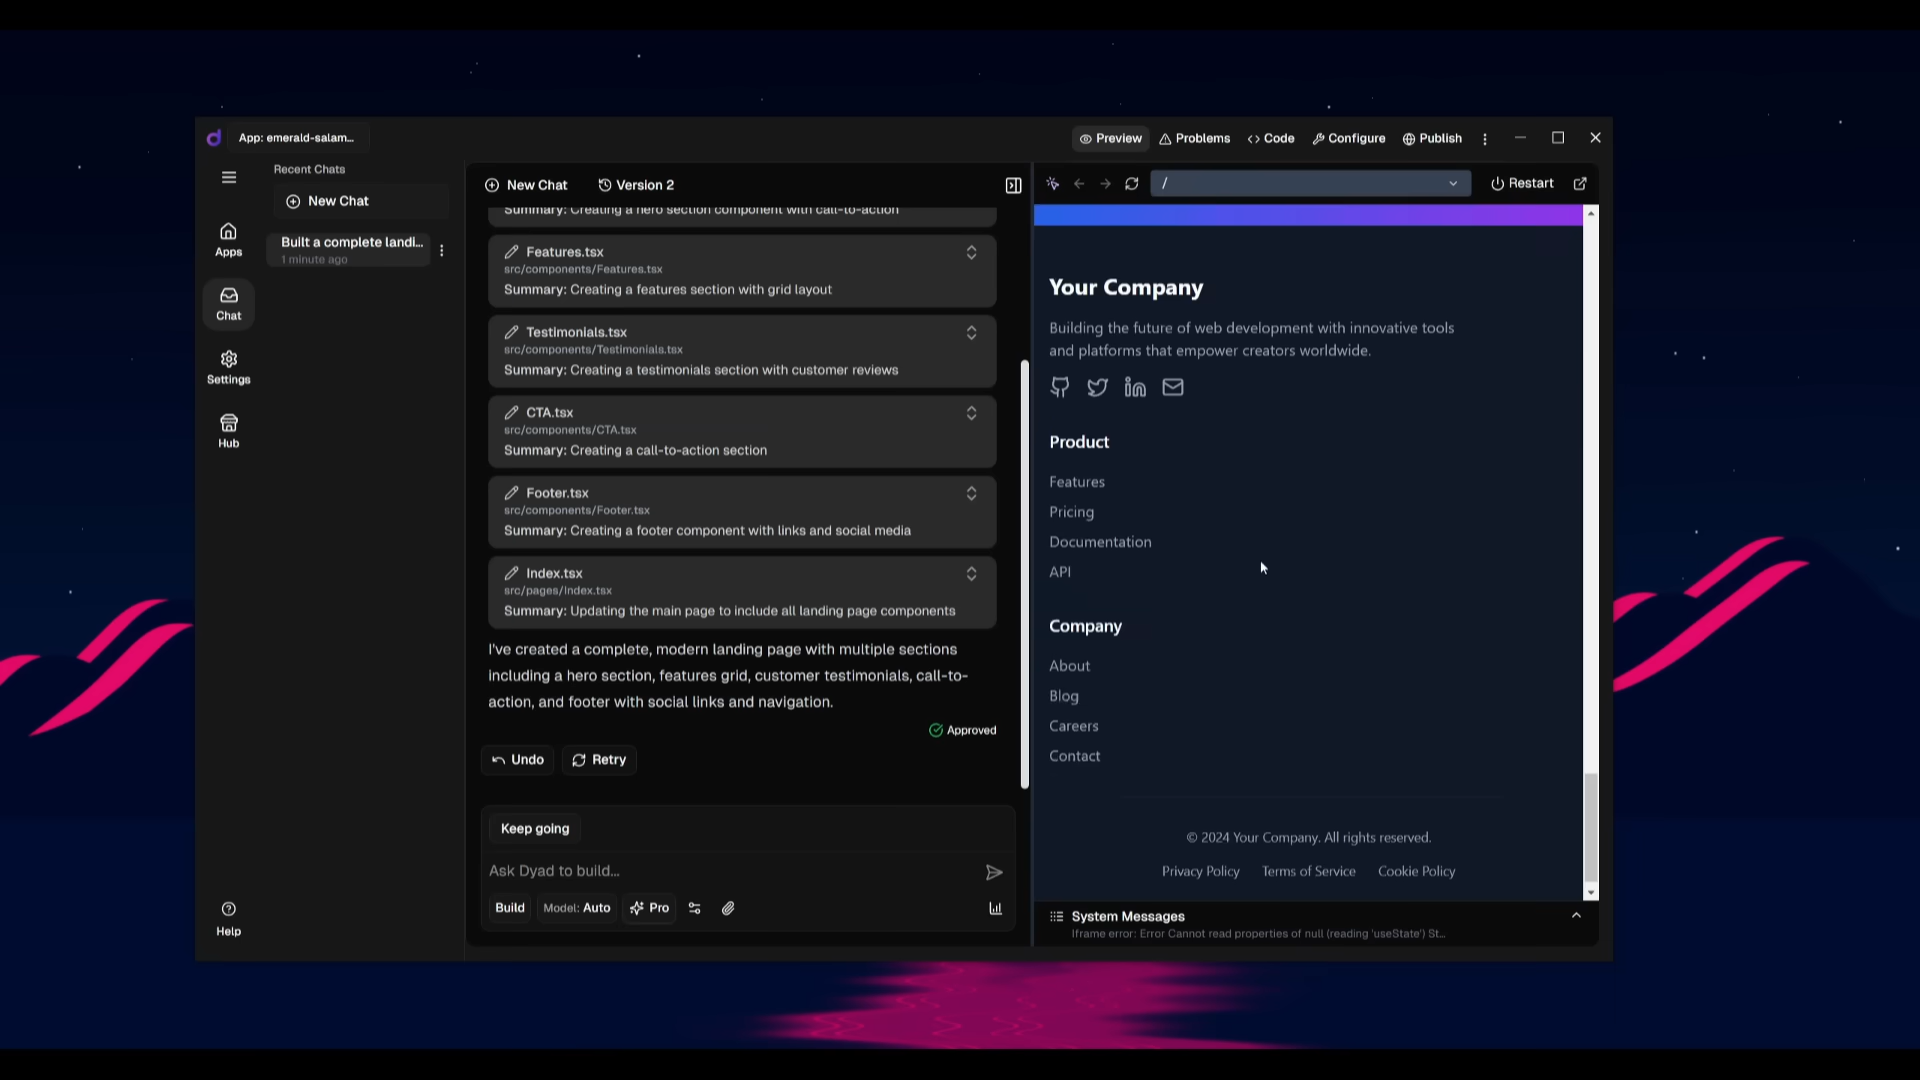 App: emerald-salam...
Preview
Problems
Code
Configure
Publish
Recent Chats
New Chat
Built a complete landi...
1 minute ago
Apps
Chat
Settings
Hub
Help
New Chat
Version 2
Summary: Creating a hero section component with call-to-action
Features.tsx
src/components/Features.tsx
Summary: Creating a features section with grid layout
Testimonials.tsx
src/components/Testimonials.tsx
Summary: Creating a testimonials section with customer reviews
CTA.tsx
src/components/CTA.tsx
Summary: Creating a call-to-action section
Footer.tsx
src/components/Footer.tsx
Summary: Creating a footer component with links and social media
Index.tsx
src/pages/Index.tsx
Summary: Updating the main page to include all landing page components
I've created a complete, modern landing page with multiple sections
including a hero section, features grid, customer testimonials, call-to-
action, and footer with social links and navigation.
Approved
Undo
Retry
Keep going
Ask Dyad to build...
Build
Model: Auto
Pro
/
Restart
Your Company
Building the future of web development with innovative tools
and platforms that empower creators worldwide.
Product
Features
Pricing
Documentation
API
Company
About
Blog
Careers
Contact
© 2024 Your Company. All rights reserved.
Privacy Policy
Terms of Service
Cookie Policy
System Messages
Iframe error: Error Cannot read properties of null (reading 'useState') St...